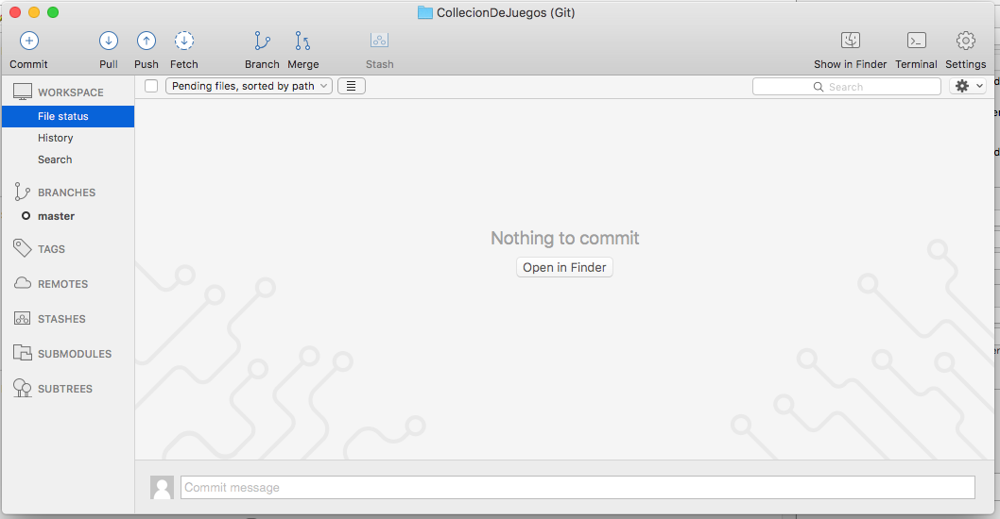 CollecionDeJuegos (Git)
Commit Pull Push Fetch Branch Merge Stash Show in Finder Terminal Settings
WORKSPACE
Pending files, sorted by path
Search
File status
History
Search
BRANCHES
master
TAGS
REMOTES
STASHES
SUBMODULES
SUBTREES
Nothing to commit
Open in Finder
Commit message